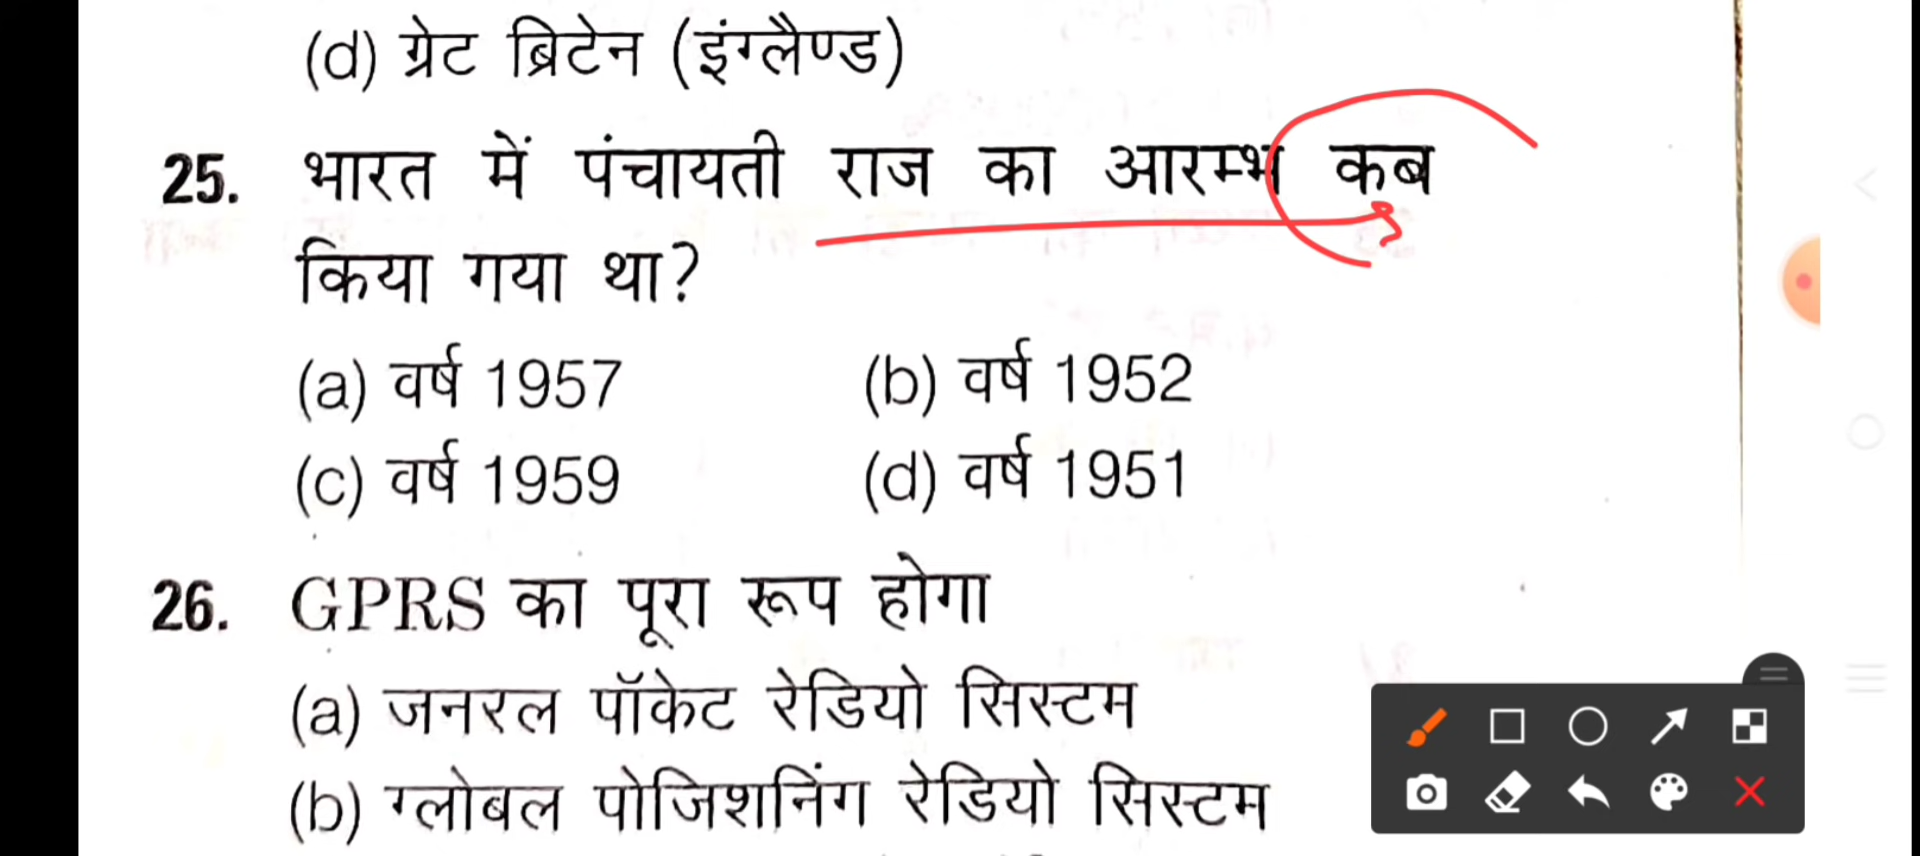 (d) ग्रेट ब्रिटेन (इंग्लैण्ड)
25. भारत में पंचायती राज का आरम्भ कब
किया गया था?
(a) वर्ष 1957 (b) वर्ष 1952
(c) वर्ष 1959 (d) वर्ष 1951
26. GPRS का पूरा रूप होगा
(a) जनरल पॉकेट रेडियो सिस्टम
(b) ग्लोबल पोजिशनिंग रेडियो सिस्टम